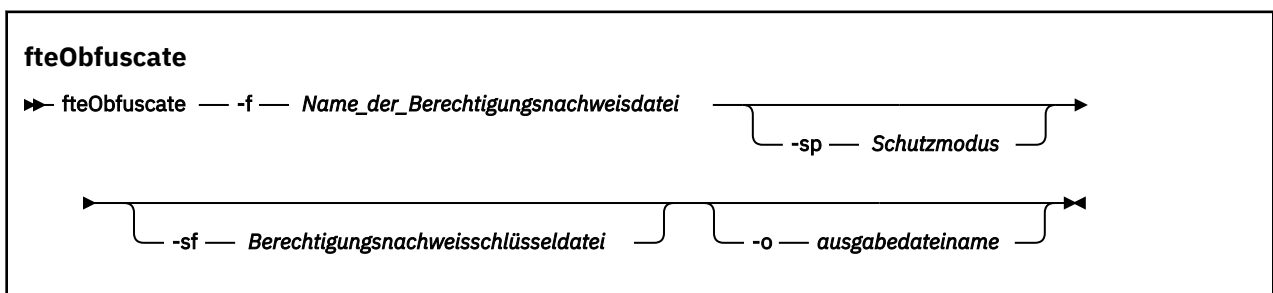 fteObfuscate
fteObfuscate -f Name_der_Berechtigungsnachweisdatei
-sp Schutzmodus
-sf Berechtigungsnachweisschlüsseldatei -o ausgabedateiname